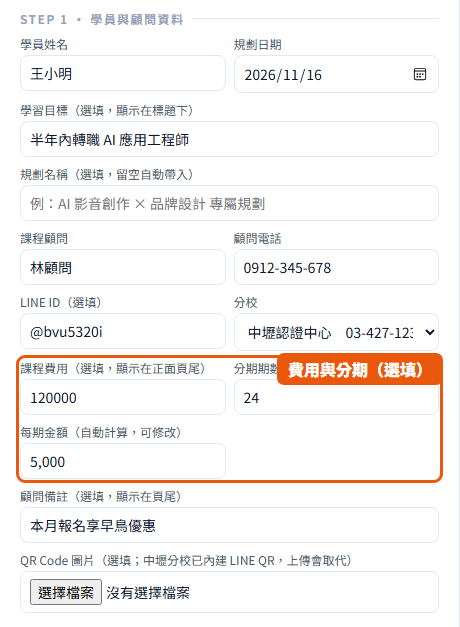 STEP 1 · 學員與顧問資料
學員姓名 規劃日期
王小明 2026/11/16
學習目標（選填，顯示在標題下）
半年內轉職 AI 應用工程師
規劃名稱（選填，留空自動帶入）
例：AI 影音創作 × 品牌設計 專屬規劃
課程顧問 顧問電話
林顧問 0912-345-678
LINE ID（選填） 分校
@bvu5320i 中壢認證中心 03-427-123
課程費用（選填，顯示在正面頁尾） 分期期數 費用與分期（選填）
120000 24
每期金額（自動計算，可修改）
5,000
顧問備註（選填，顯示在頁尾）
本月報名享早鳥優惠
QR Code 圖片（選填；中壢分校已內建 LINE QR，上傳會取代）
選擇檔案 沒有選擇檔案